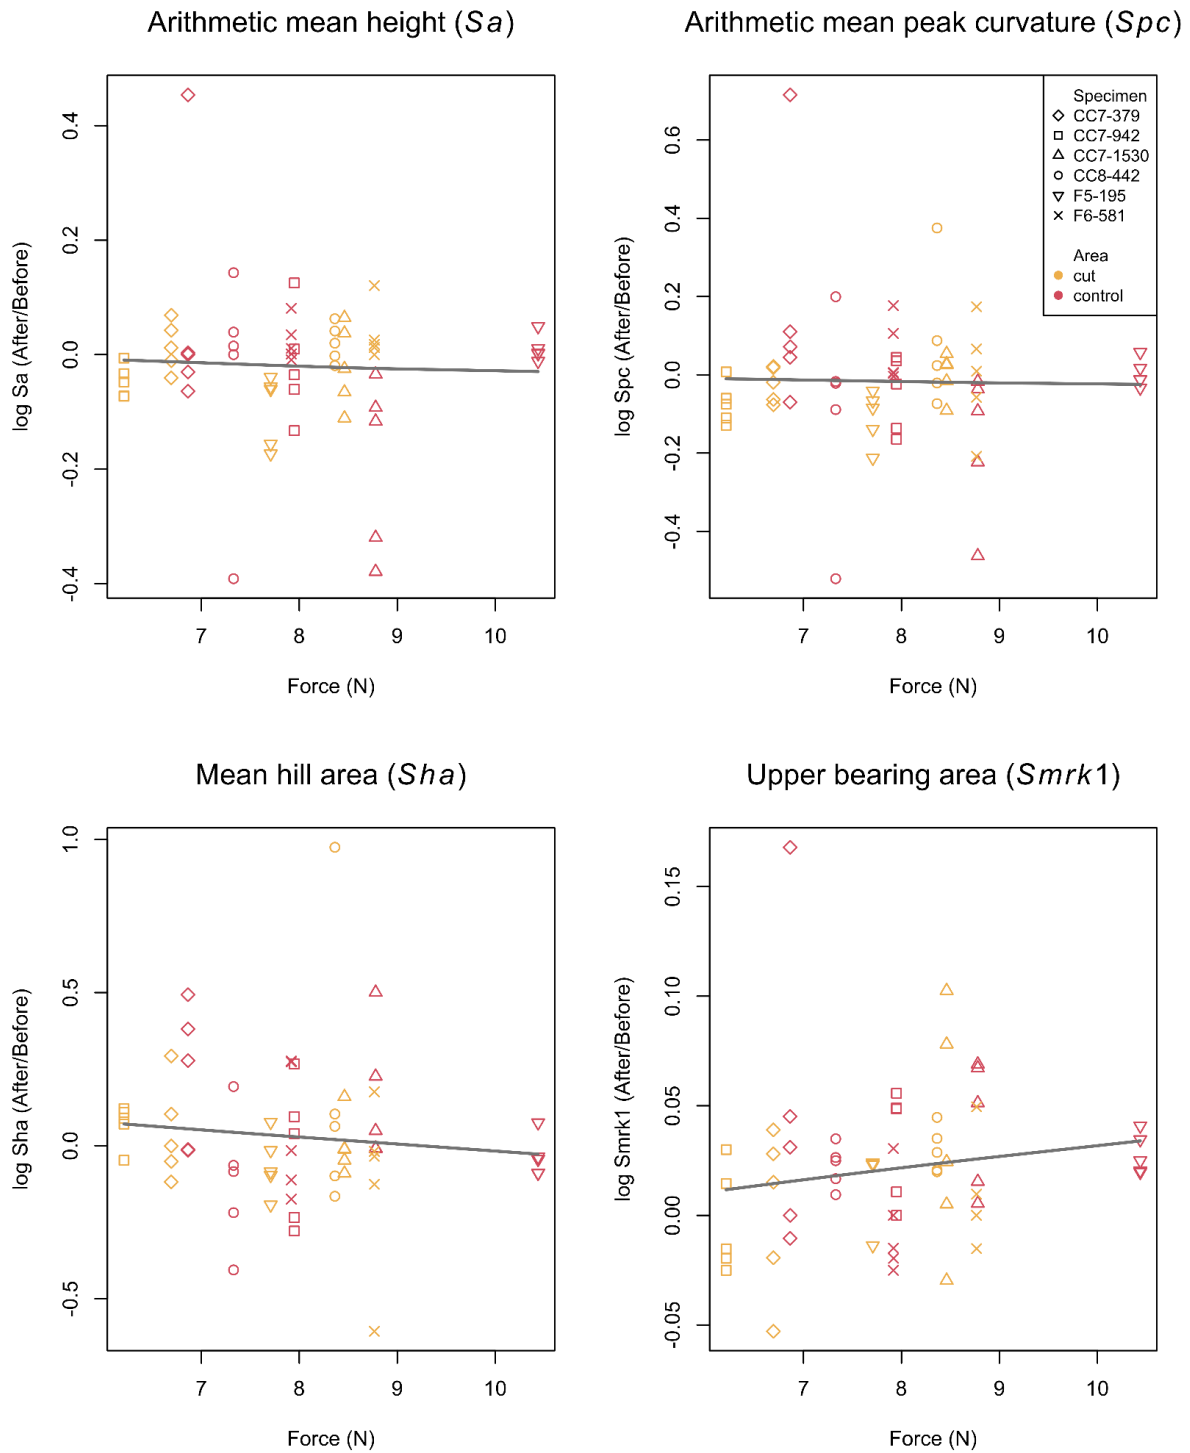 Arithmetic mean height (Sa)
0.4
0.2
0.0
-0.2
-0.4
log Sa (After/Before)
7 8 9 10
Force (N)
Arithmetic mean peak curvature (Spc)
0.6
0.4
0.2
0.0
-0.2
-0.4
log Spc (After/Before)
7 8 9 10
Force (N)
Specimen
CC7-379
CC7-942
CC7-1530
CC8-442
F5-195
F6-581
Area
cut
control
Mean hill area (Sha)
1.0
0.5
0.0
-0.5
log Sha (After/Before)
7 8 9 10
Force (N)
Upper bearing area (Smrk1)
0.15
0.10
0.05
0.00
-0.05
log Smrk1 (After/Before)
7 8 9 10
Force (N)